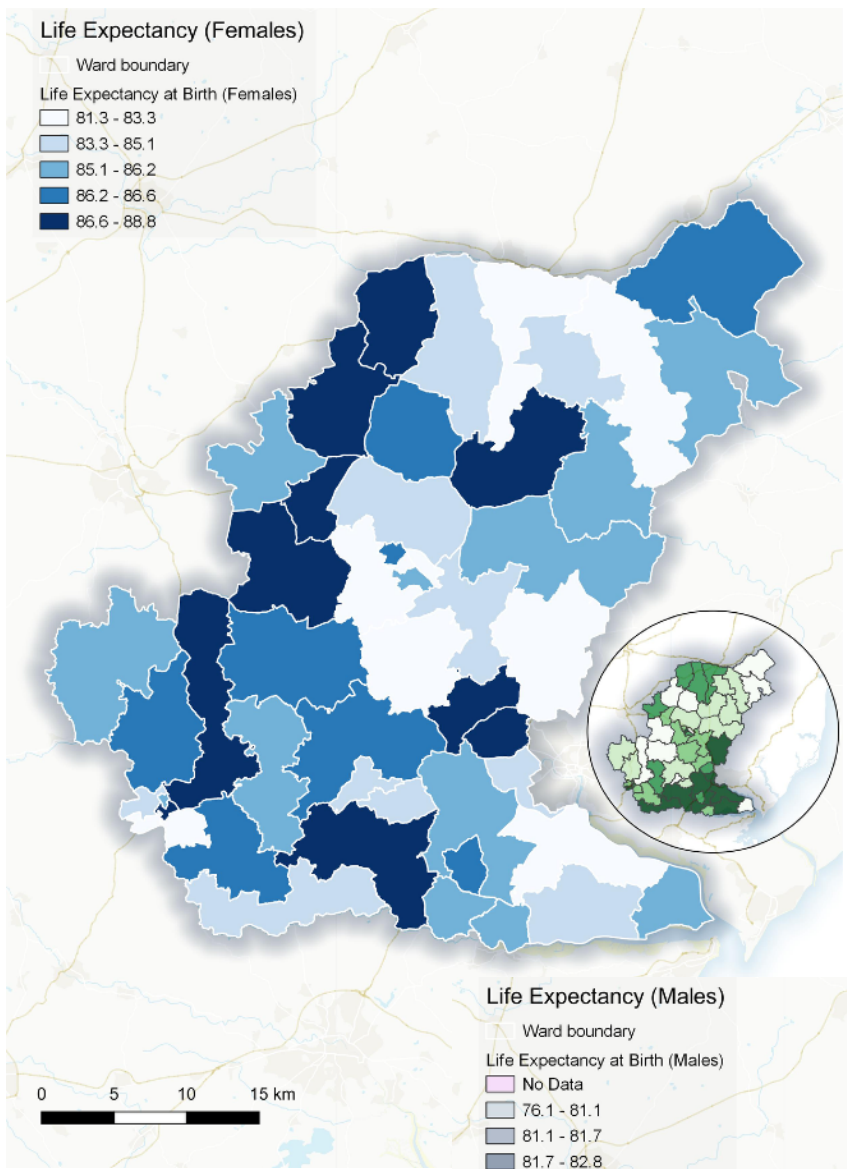 Life Expectancy (Females)
Ward boundary
Life Expectancy at Birth (Females)
81.3 - 83.3
83.3 - 85.1
85.1 - 86.2
86.2 - 86.6
86.6 - 88.8
Life Expectancy (Males)
Ward boundary
Life Expectancy at Birth (Males)
No Data
76.1 - 81.1
81.1 - 81.7
81.7 - 82.8
0 5 10 15 km